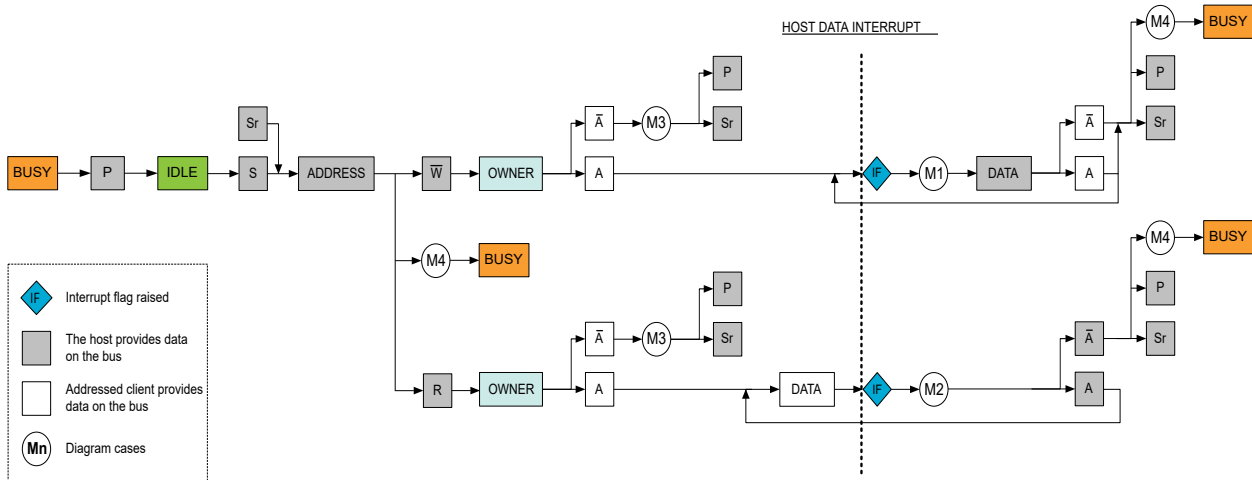 M4
BUSY
HOST DATA INTERRUPT
P
P
Sr
A̅
M3
Sr
A̅
Sr
BUSY
P
IDLE
S
ADDRESS
W̅
OWNER
A
IF
M1
DATA
A
M4
BUSY
M4
BUSY
P
P
Sr
A̅
M3
Sr
A̅
R
OWNER
A
DATA
IF
M2
A
IF
Interrupt flag raised
The host provides data
on the bus
Addressed client provides
data on the bus
Mn
Diagram cases